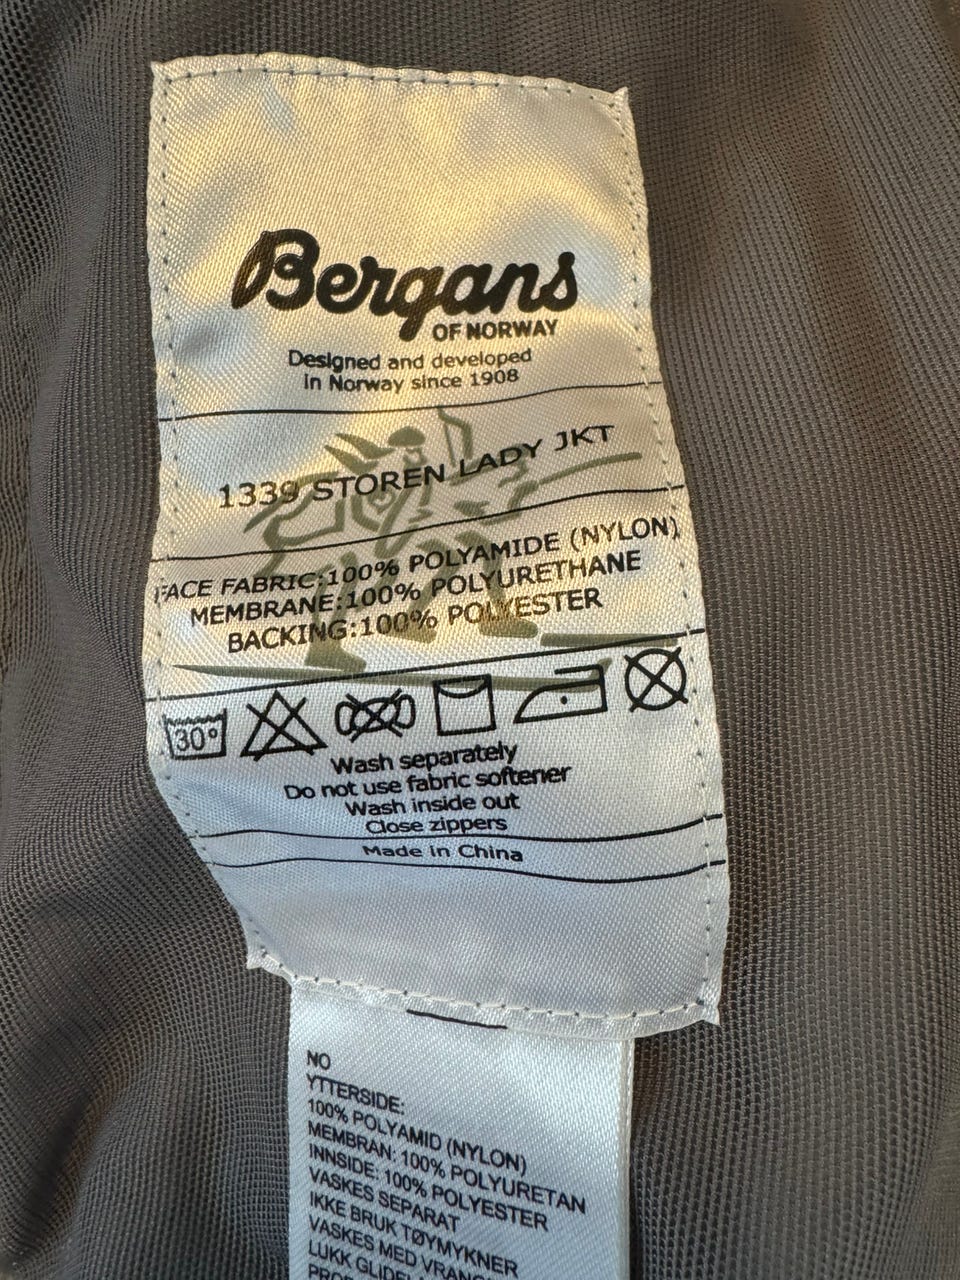 Bergans
OF NORWAY
Designed and developed
in Norway since 1908
1339 STOREN LADY JKT
FACE FABRIC:100% POLYAMIDE (NYLON)
MEMBRANE:100% POLYURETHANE
BACKING:100% POLYESTER
30°
Wash separately
Do not use fabric softener
Wash inside out
Close zippers
Made in China
NO
YTTERSIDE:
100% POLYAMID (NYLON)
MEMBRAN: 100% POLYURETAN
INNSIDE: 100% POLYESTER
VASKES SEPARAT
IKKE BRUK TØYMYKNER
VASKES MED
LUKK